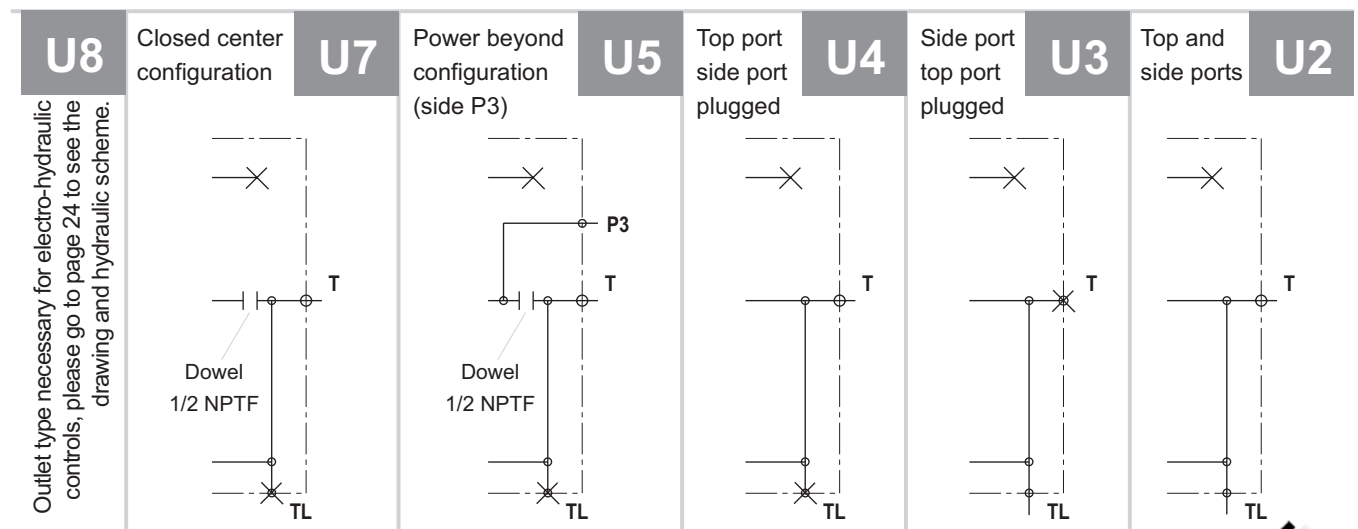 U8
Outlet type necessary for electro-hydraulic
controls, please go to page 24 to see the
drawing and hydraulic scheme.
Closed center
configuration
U7
T
Dowel
1/2 NPTF
TL
Power beyond
configuration
(side P3)
U5
P3
T
Dowel
1/2 NPTF
TL
Top port
side port
plugged
U4
T
TL
Side port
top port
plugged
U3
T
TL
Top and
side ports
U2
T
TL